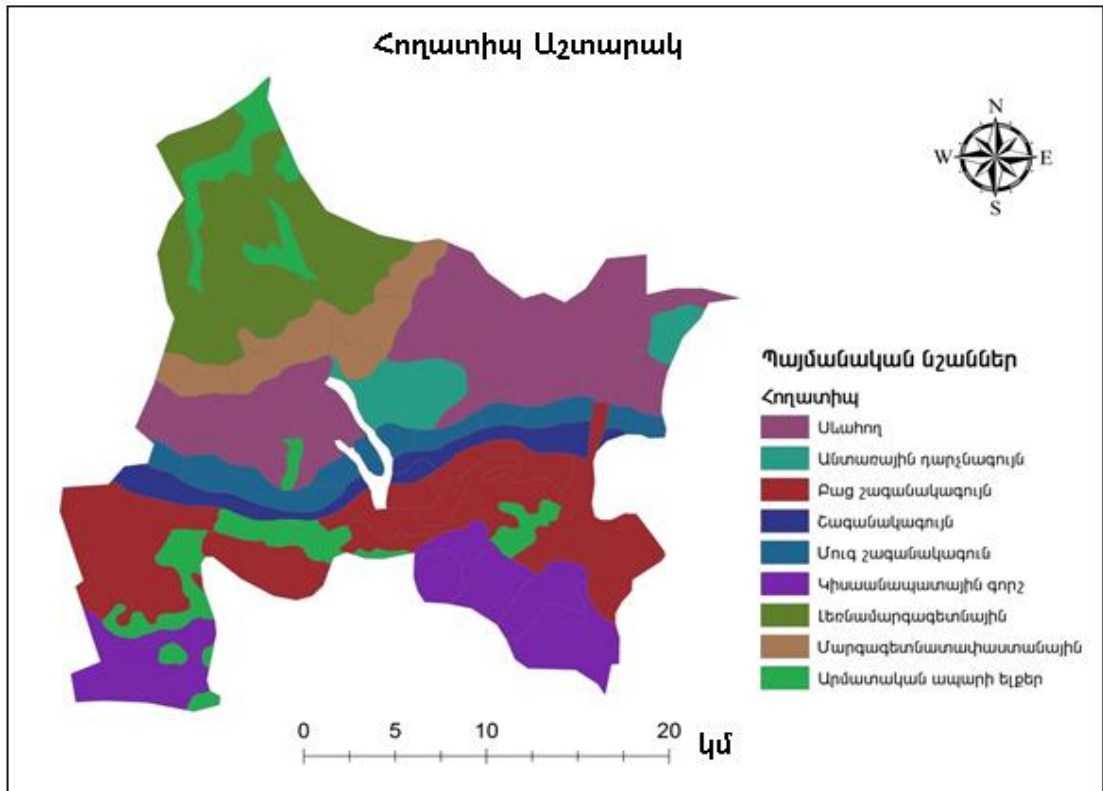 Հողատիպ Աշտարակ
N
W E
S
Պայմանական նշաններ
Հողատիպ
Սևահող
Անտառային դարչնագույն
Բաց շագանակագույն
Շագանակագույն
Մուգ շագանակագուն
Կիսաանապատային գորշ
Լեռնամարգագետնային
Մարգագետնատափաստանային
Արմատական ապարի ելքեր
0 5 10 20 կմ